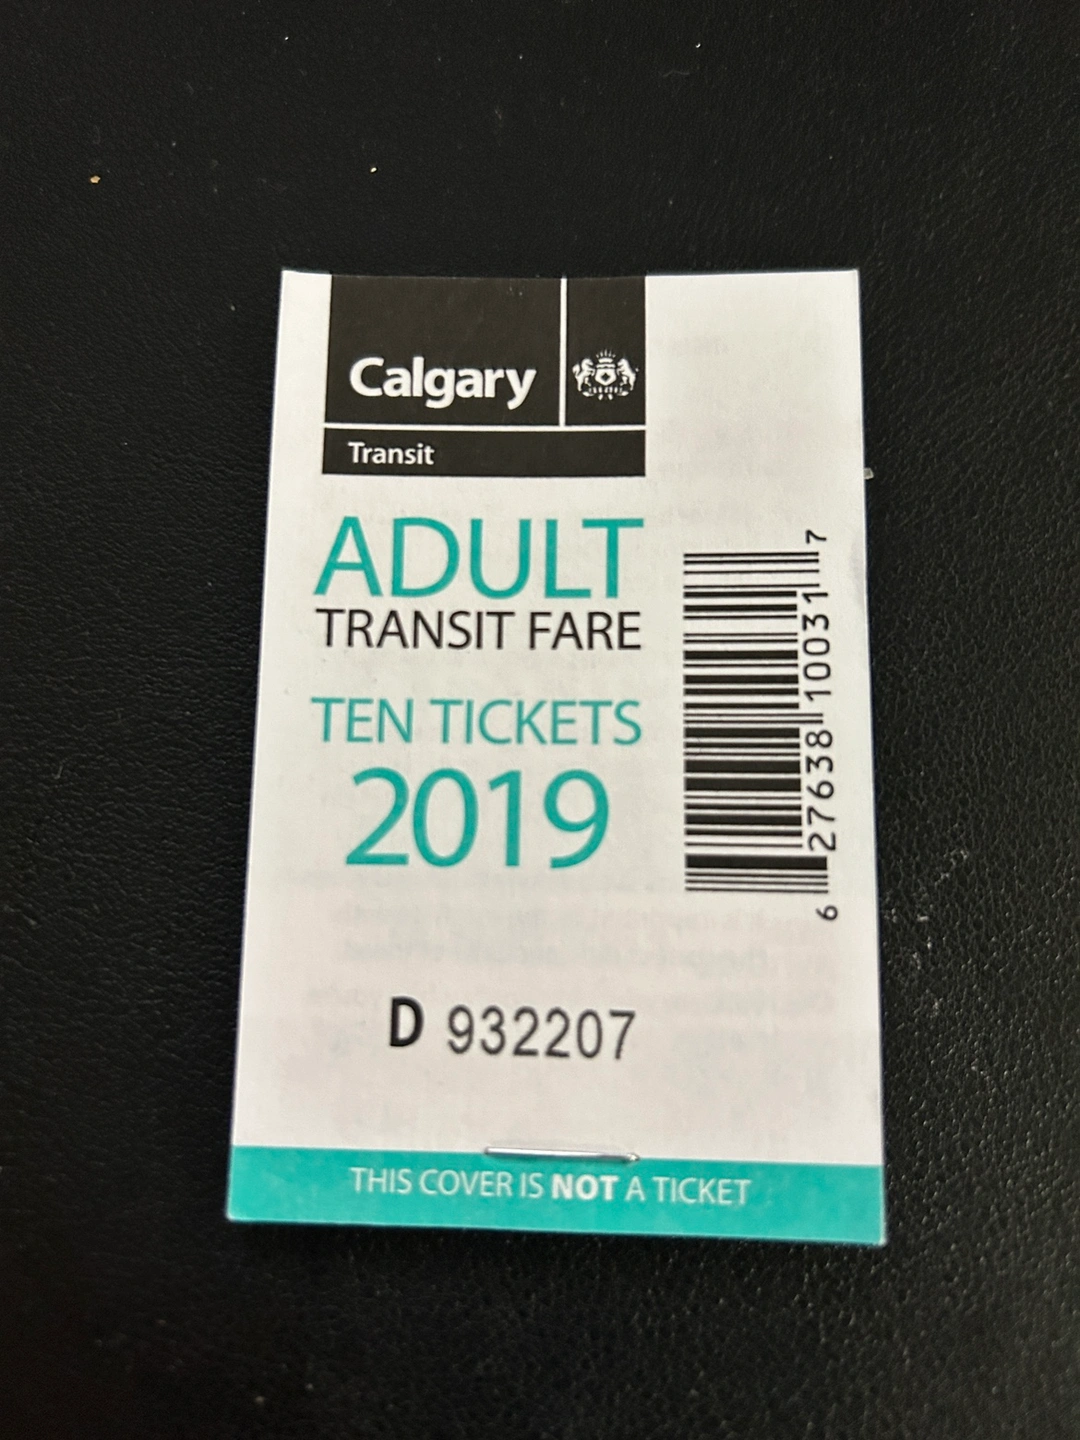 Calgary
Transit
ADULT
TRANSIT FARE
TEN TICKETS
2019
6 27638 10031 7
D 932207
THIS COVER IS NOT A TICKET